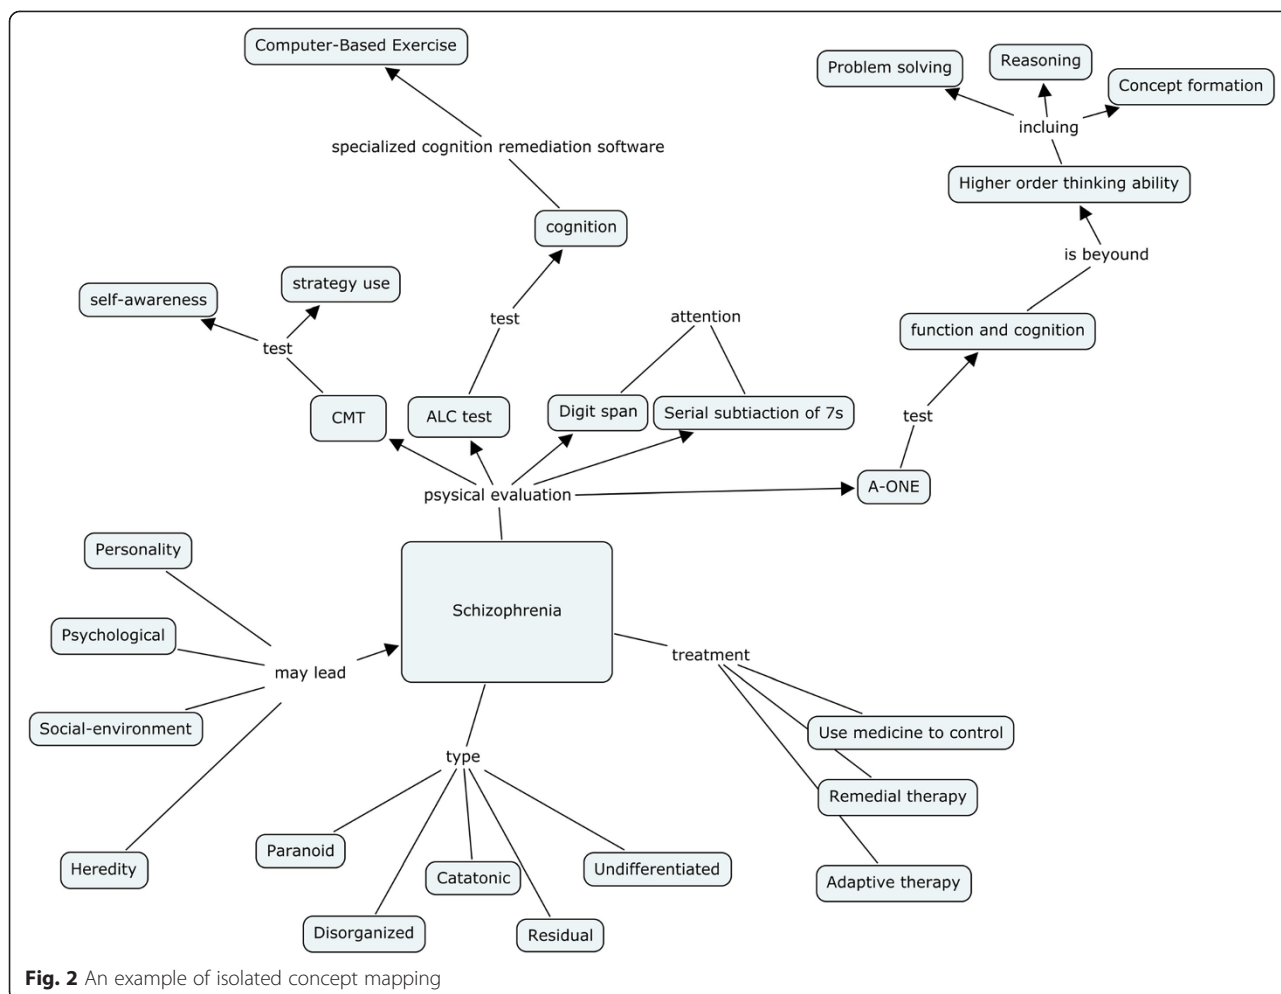 Computer-Based Exercise
Problem solving
Reasoning
Concept formation
incluing
specialized cognition remediation software
Higher order thinking ability
cognition
is beyound
self-awareness
strategy use
test
test
attention
function and cognition
CMT
ALC test
Digit span
Serial subtiaction of 7s
test
psysical evaluation
A-ONE
Personality
Psychological
may lead
Social-environment
Heredity
Schizophrenia
treatment
Use medicine to control
Remedial therapy
Adaptive therapy
type
Paranoid
Disorganized
Catatonic
Residual
Undifferentiated
Fig. 2 An example of isolated concept mapping